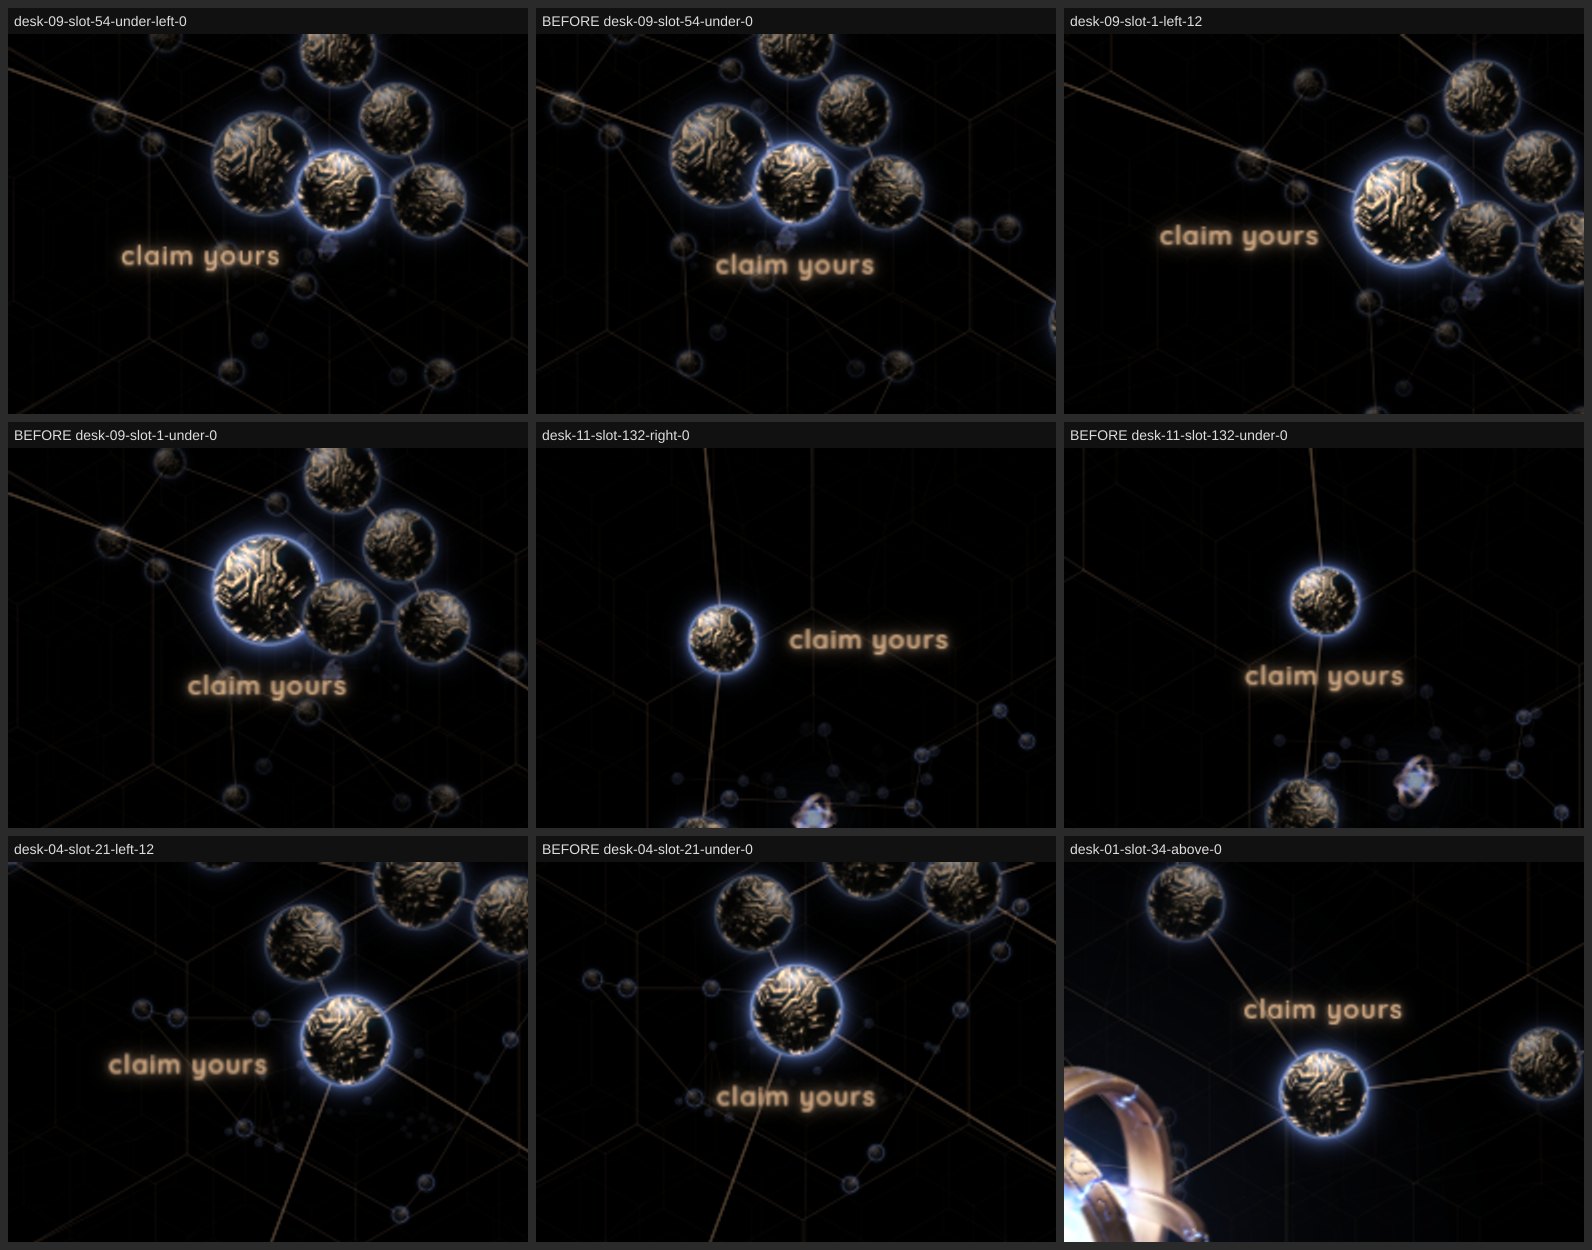 desk-09-slot-54-under-left-0
claim yours
BEFORE desk-09-slot-54-under-0
claim yours
desk-09-slot-1-left-12
claim yours
BEFORE desk-09-slot-1-under-0
claim yours
desk-11-slot-132-right-0
claim yours
BEFORE desk-11-slot-132-under-0
claim yours
desk-04-slot-21-left-12
claim yours
BEFORE desk-04-slot-21-under-0
claim yours
desk-01-slot-34-above-0
claim yours